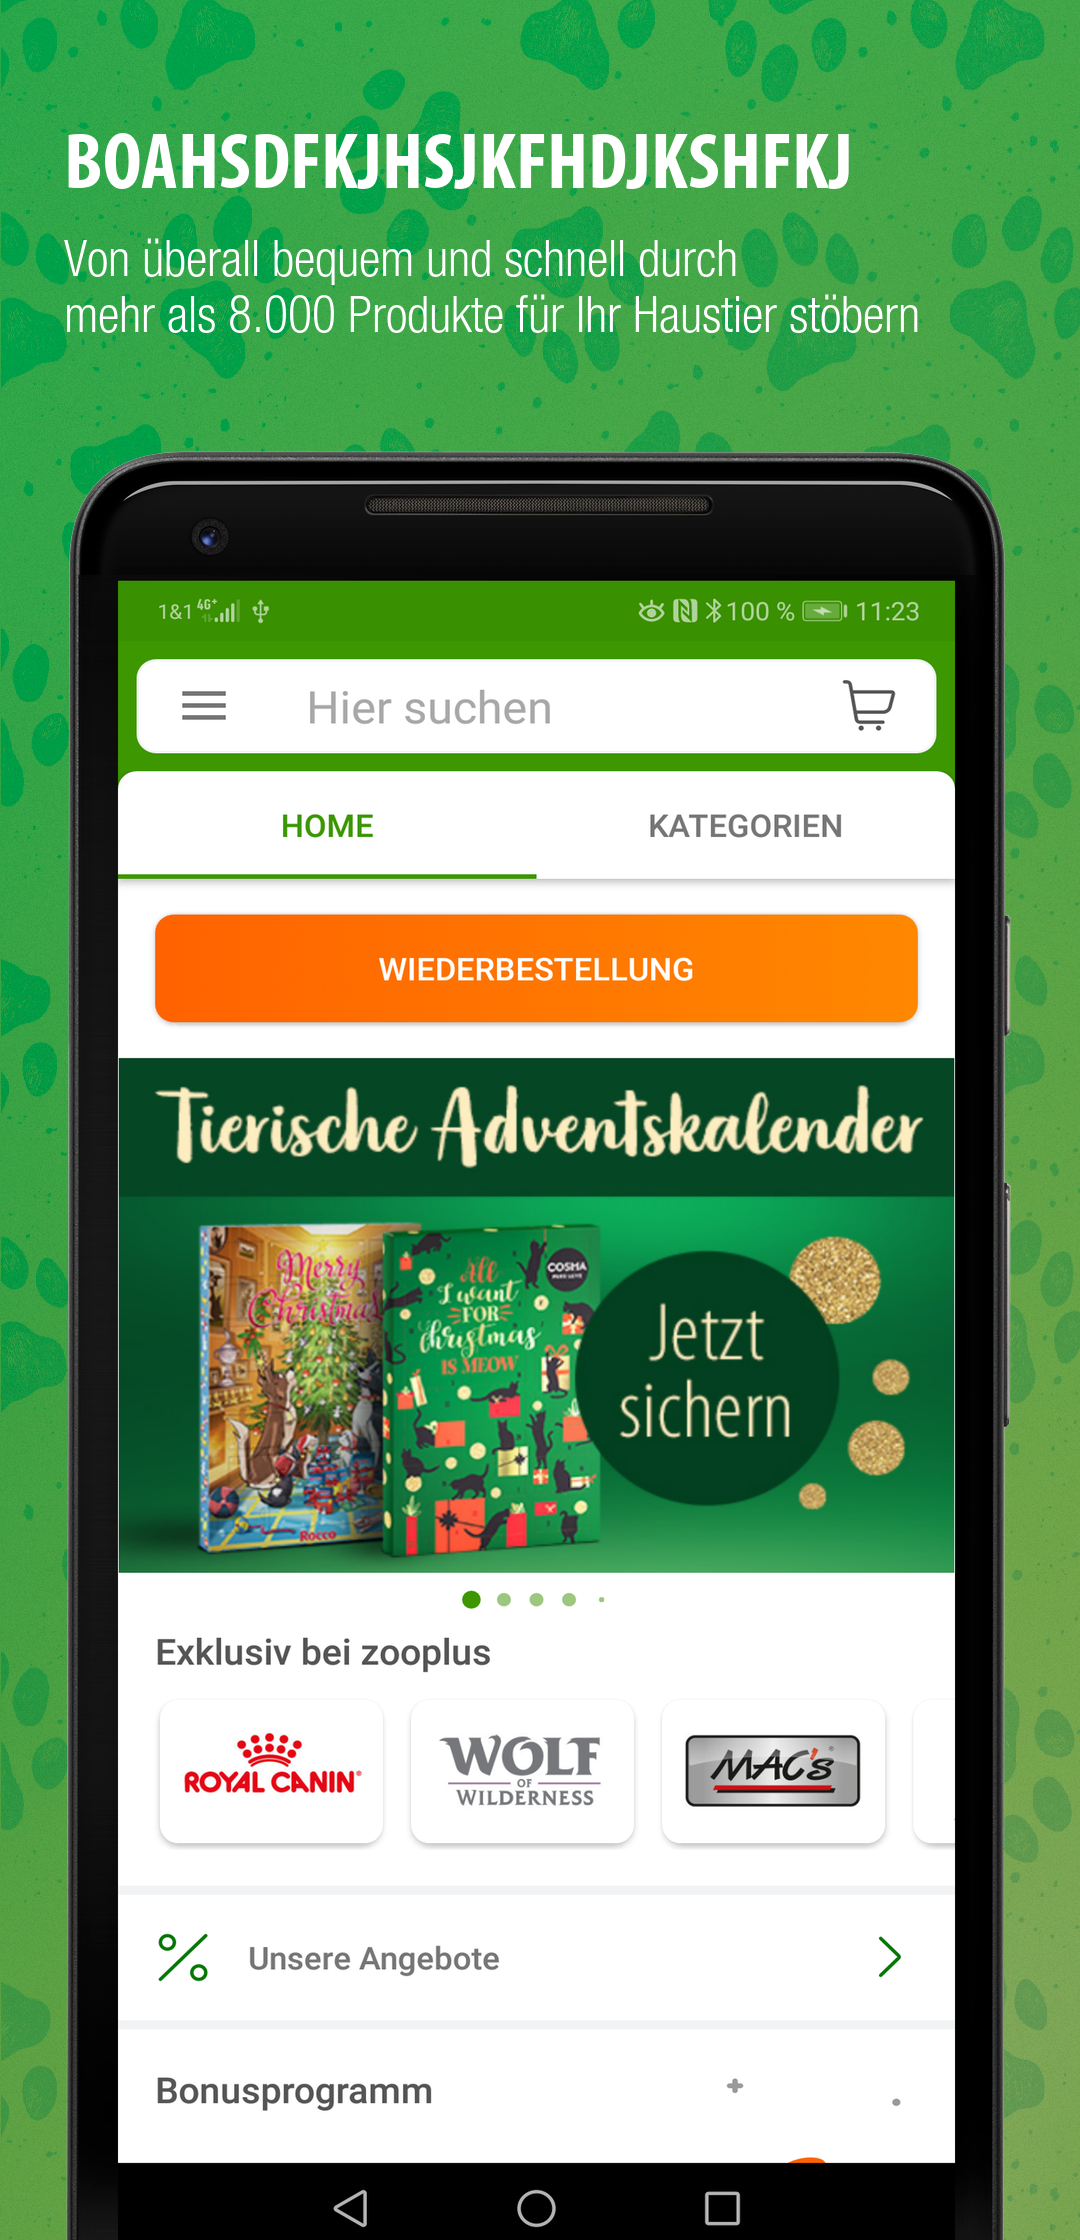 BOAHSDFKJHSJKFHDJKSHFKJ
Von überall bequem und schnell durch
mehr als 8.000 Produkte für Ihr Haustier stöbern
1&1 4G+ 100 % 11:23
Hier suchen
HOME KATEGORIEN
WIEDERBESTELLUNG
Tierische Adventskalender
Merry
Christmas
Rocco
COSMA
All
I want
FOR
Christmas
IS MEOW
Jetzt
sichern
Exklusiv bei zooplus
ROYAL CANIN®
WOLF
OF
WILDERNESS
MAC's®
Unsere Angebote
Bonusprogramm